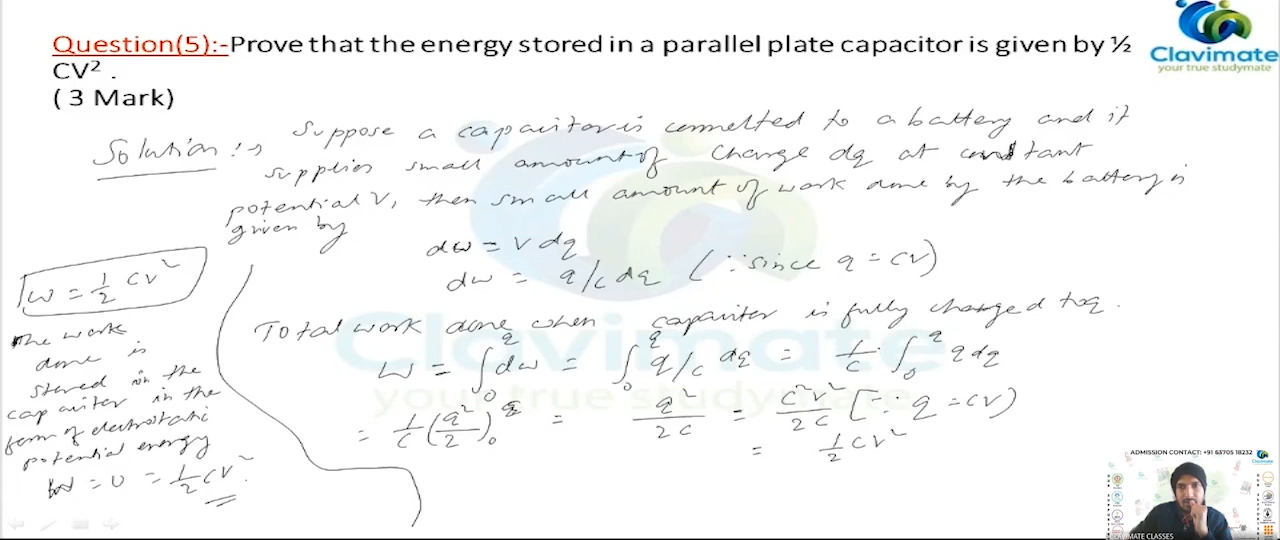 Question(5):-Prove that the energy stored in a parallel plate capacitor is given by ½
CV² .
( 3 Mark)
Clavimate
your true studymate
Solution :→ Suppose a capacitor is connected to a battery and it
supplies small amount of charge dq at constant
potential V, then small amount of work done by the battery is
given by
dw = V dq
dw = q/c dq (∵ since q = CV)
Total work done when capacitor is fully charged to q.
W = ∫₀^q dw = ∫₀^q q/c dq = 1/c ∫₀^q q dq
= 1/c (q²/2)₀^q = q²/2c = c²v²/2c [∵ q = CV)
= 1/2 CV²
W = 1/2 CV²
The work
done is
stored in the
capacitor in the
form of electrostatic
potential energy
W = U = 1/2 CV²
Clavimate
your true studymate
ADMISSION CONTACT: +91 63705 18232
Clavimate